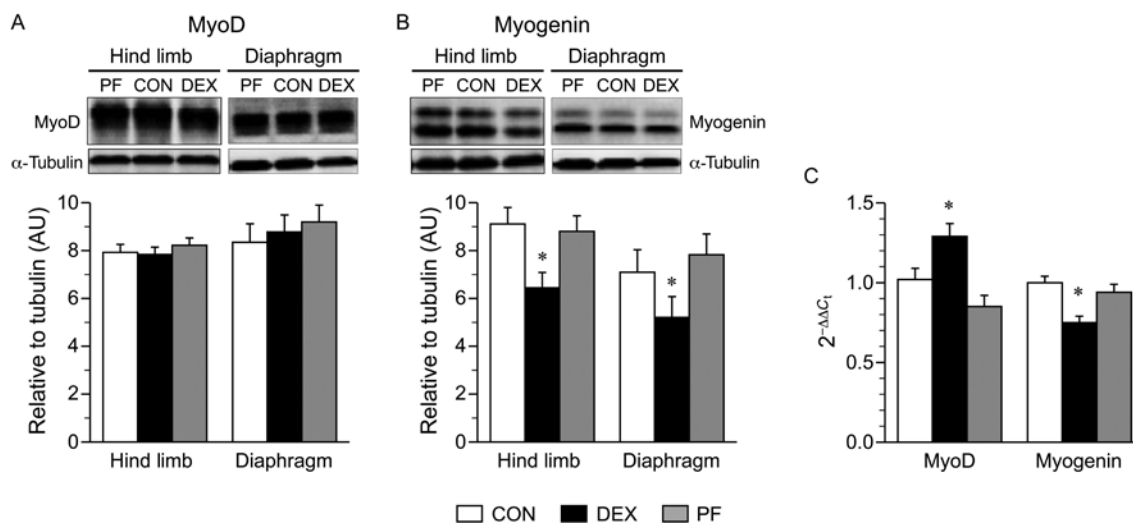 A MyoD
Hind limb Diaphragm
PF CON DEX PF CON DEX
MyoD
α-Tubulin
Relative to tubulin (AU)
10
8
6
4
2
0
Hind limb Diaphragm
B Myogenin
Hind limb Diaphragm
PF CON DEX PF CON DEX
Myogenin
α-Tubulin
Relative to tubulin (AU)
10
8
6
4
2
0
* *
Hind limb Diaphragm
C
2^-ΔΔCt
1.5
1.0
0.5
0.0
* *
MyoD Myogenin
CON DEX PF